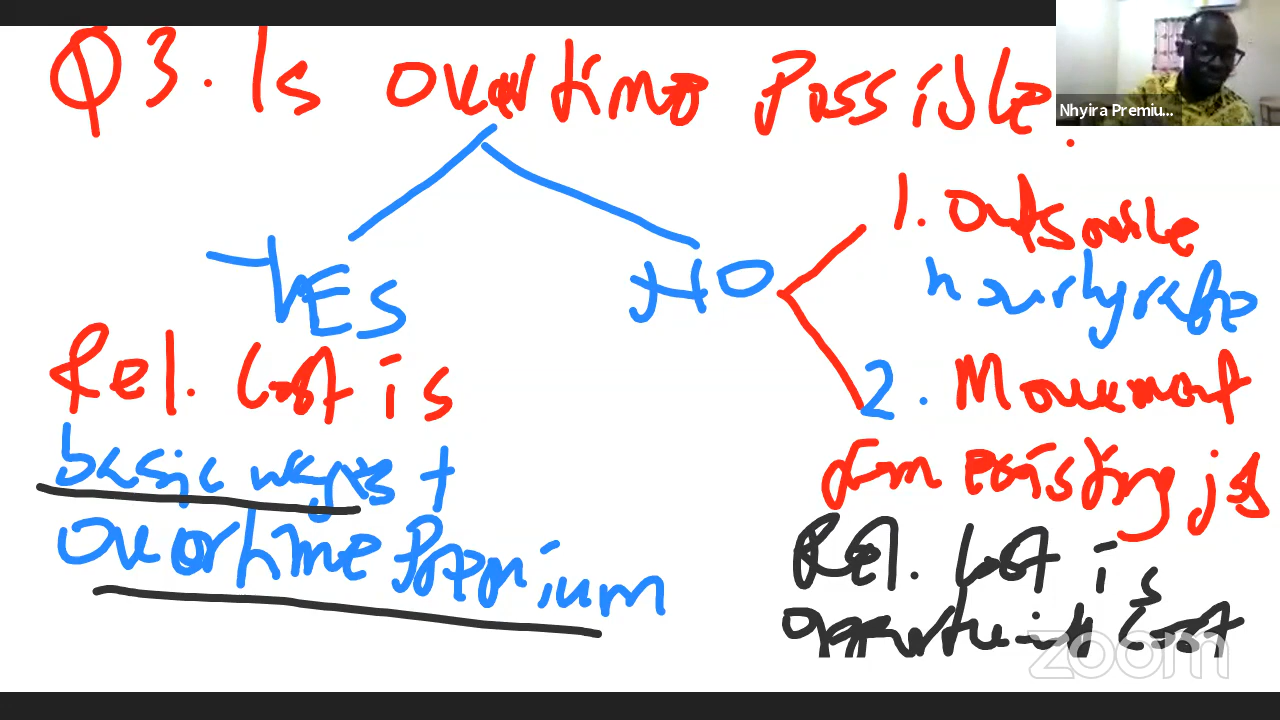 Q3. Is Overtime Possible.
Nhyira Premiu...
YES
NO
Rel. Cost is
basic wages +
Overtime Premium
1. Outsource
hourly rate
2. Movement
from existing job
Rel. Cost is
opportunity Cost
zoom